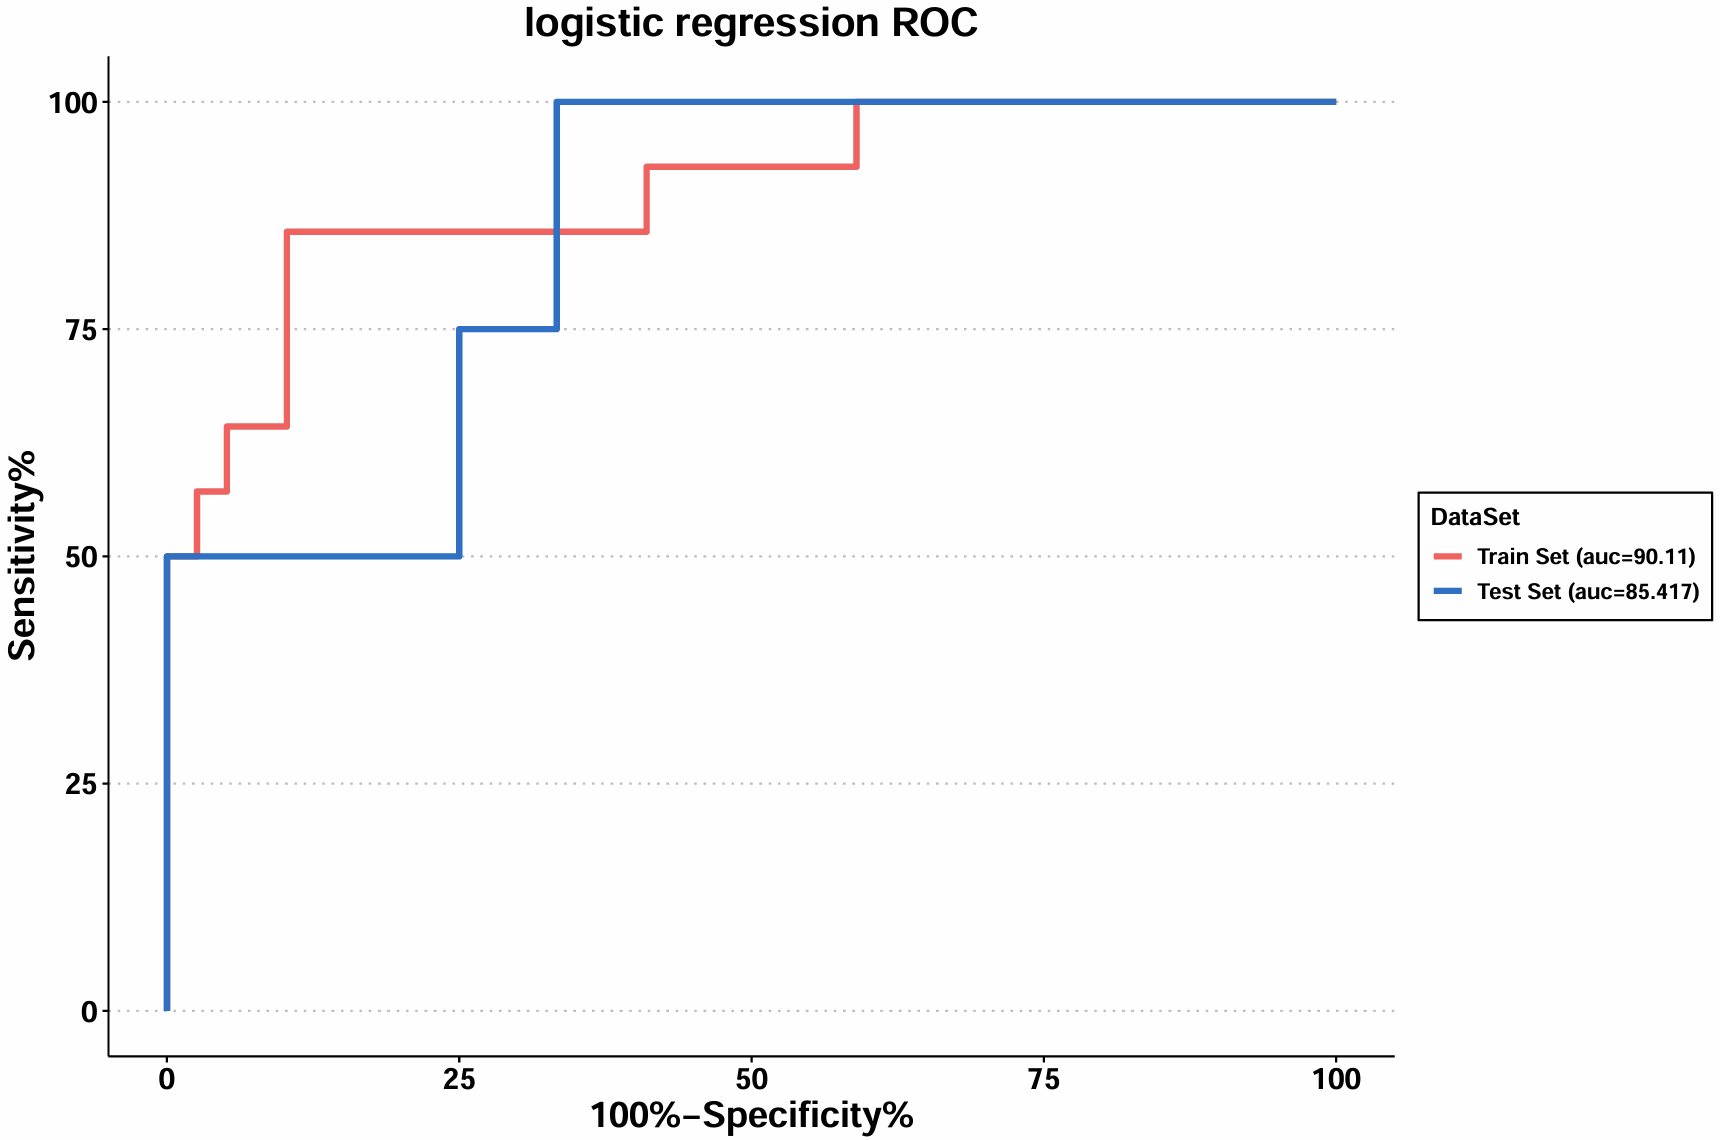 logistic regression ROC
100
75
50
25
0
Sensitivity%
0 25 50 75 100
100%−Specificity%
DataSet
Train Set (auc=90.11)
Test Set (auc=85.417)